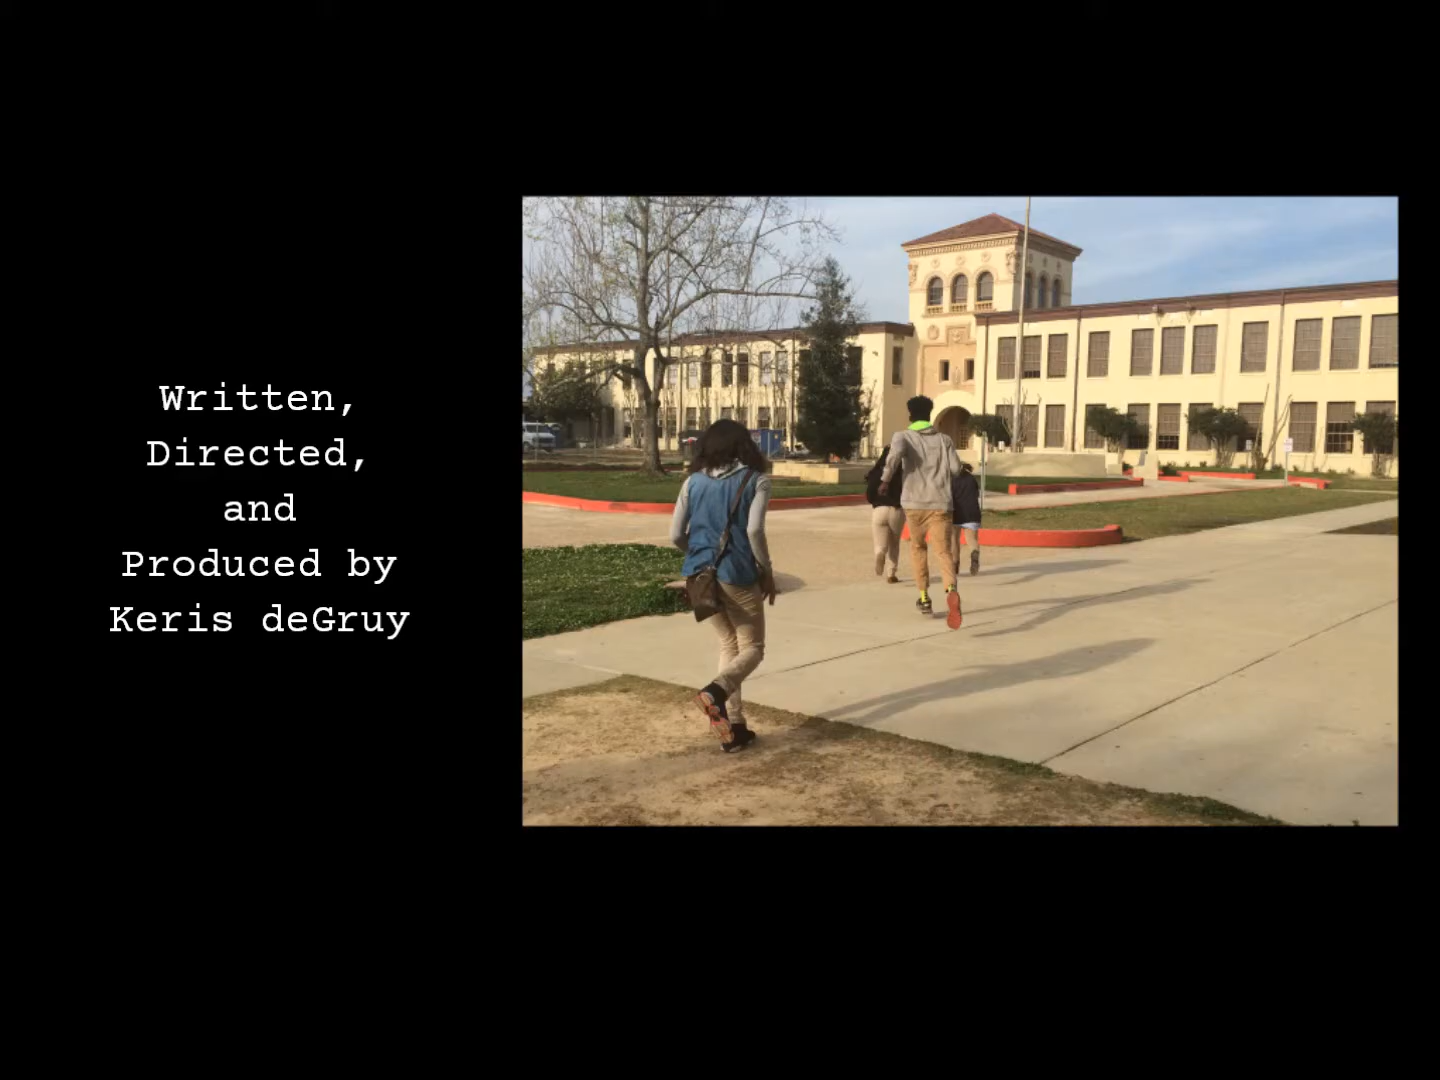 Written,
Directed,
and
Produced by
Keris deGruy